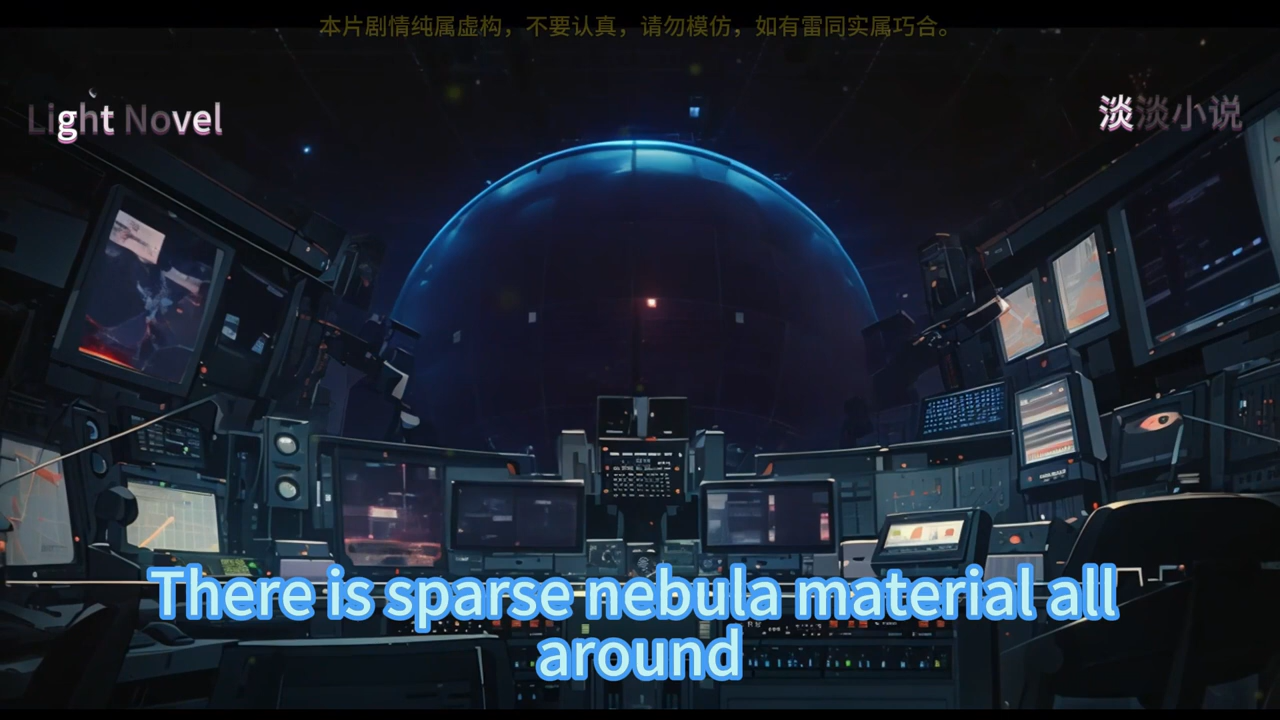 本片剧情纯属虚构，不要认真，请勿模仿，如有雷同实属巧合。
Light Novel
淡淡小说
There is sparse nebula material all
around